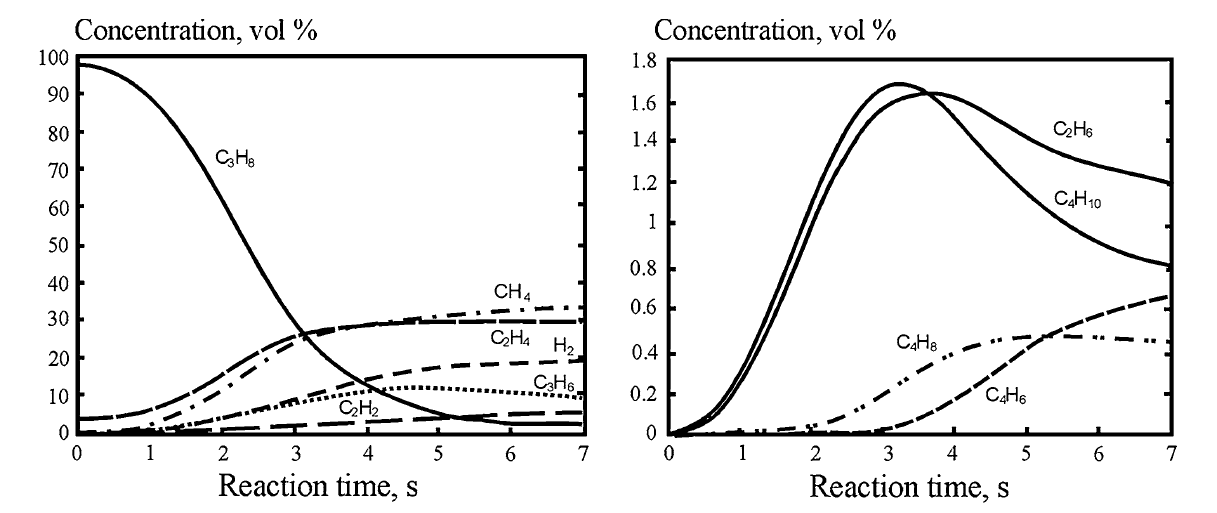 Concentration, vol %
100
90
80
70
60
50
40
30
20
10
0
C₃H₈
CH₄
C₂H₄
H₂
C₃H₆
C₂H₂
0 1 2 3 4 5 6 7
Reaction time, s
Concentration, vol %
1.8
1.6
1.4
1.2
1
0.8
0.6
0.4
0.2
0
C₂H₆
C₄H₁₀
C₄H₈
C₄H₆
0 1 2 3 4 5 6 7
Reaction time, s